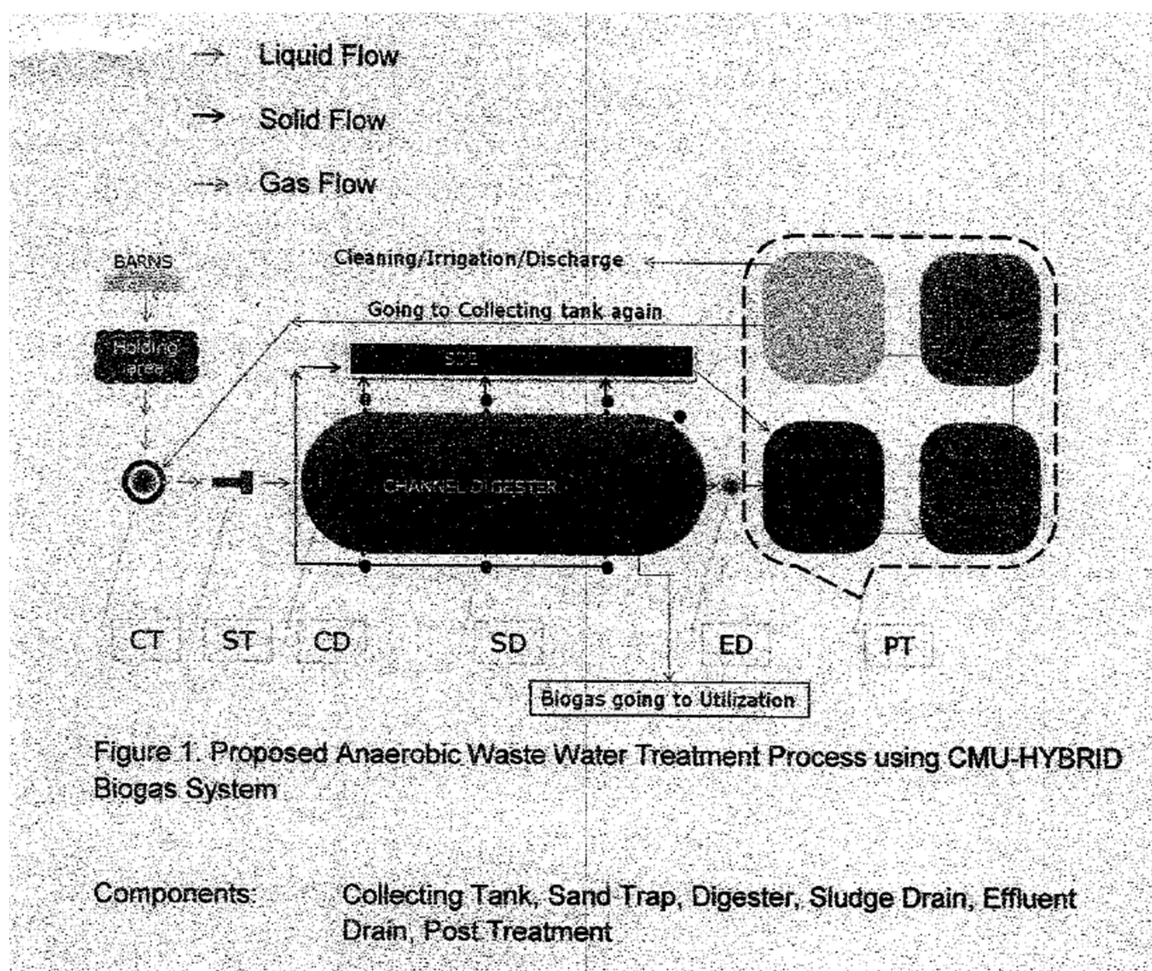 Liquid Flow
Solid Flow
Gas Flow
BARNS
Cleaning/Irrigation/Discharge
Going to Collecting tank again
Holding
area
CHANNEL DIGESTER
CT
ST
CD
SD
ED
PT
Biogas going to Utilization
Figure 1. Proposed Anaerobic Waste Water Treatment Process using CMU-HYBRID
Biogas System
Components:
Collecting Tank, Sand Trap, Digester, Sludge Drain, Effluent
Drain, Post Treatment